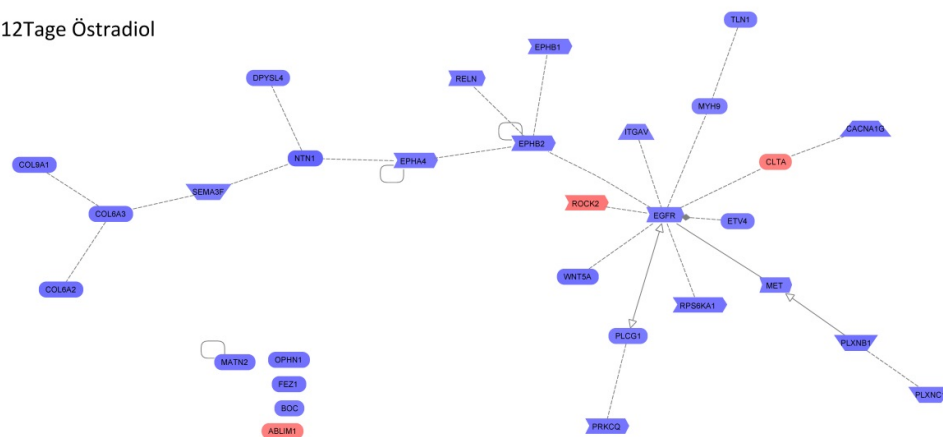 12Tage Östradiol
TLN1
EPHB1
RELN
DPYSL4
MYH9
ITGAV
CACNA1G
EPHB2
NTN1
EPHA4
CLTA
COL9A1
SEMA3F
ROCK2
COL6A3
EGFR
ETV4
WNT5A
MET
COL6A2
RPS6KA1
PLCG1
PLXNB1
MATN2
OPHN1
FEZ1
PLXNC1
BOC
PRKCQ
ABLIM1